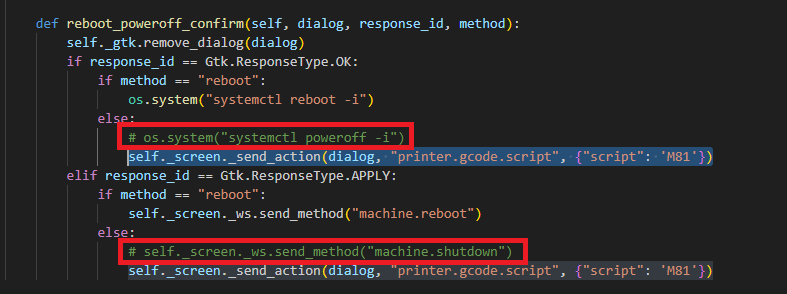 def reboot_poweroff_confirm(self, dialog, response_id, method):
    self._gtk.remove_dialog(dialog)
    if response_id == Gtk.ResponseType.OK:
        if method == "reboot":
            os.system("systemctl reboot -i")
        else:
            # os.system("systemctl poweroff -i")
            self._screen._send_action(dialog, "printer.gcode.script", {"script": 'M81'})
    elif response_id == Gtk.ResponseType.APPLY:
        if method == "reboot":
            self._screen._ws.send_method("machine.reboot")
        else:
            # self._screen._ws.send_method("machine.shutdown")
            self._screen._send_action(dialog, "printer.gcode.script", {"script": 'M81'})